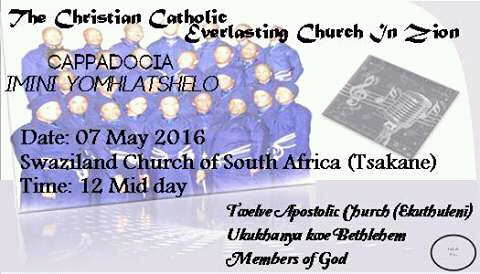 The Christian Catholic
Everlasting Church In Zion
CAPPADOCIA
IMINI YOMHLATSHELO
Date: 07 May 2016
Swaziland Church of South Africa (Tsakane)
Time: 12 Mid day
Twelve Apostolic Church (Ekuthuleni)
Ukukhanya kwe Bethlehem
Members of God